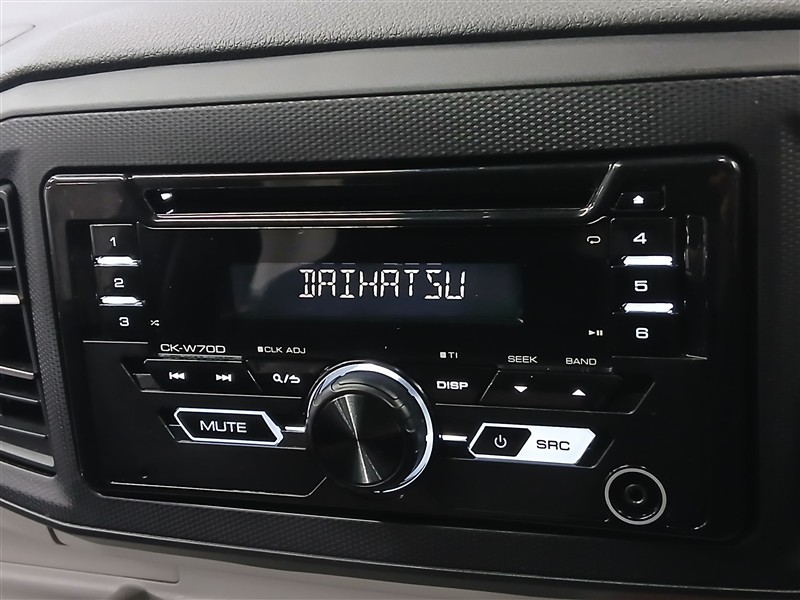 1
2
3
4
5
6
DAIHATSU
CK-W70D
CLK ADJ
TI
SEEK
BAND
DISP
MUTE
SRC